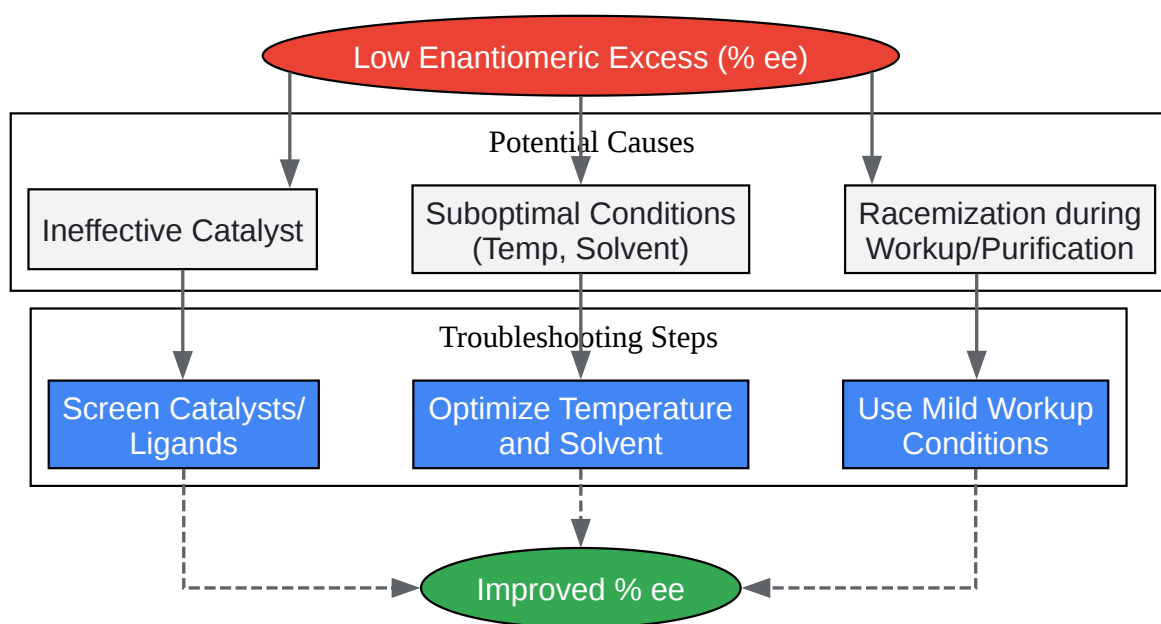 Low Enantiomeric Excess (% ee)
Potential Causes
Ineffective Catalyst
Suboptimal Conditions
(Temp, Solvent)
Racemization during
Workup/Purification
Troubleshooting Steps
Screen Catalysts/
Ligands
Optimize Temperature
and Solvent
Use Mild Workup
Conditions
Improved % ee